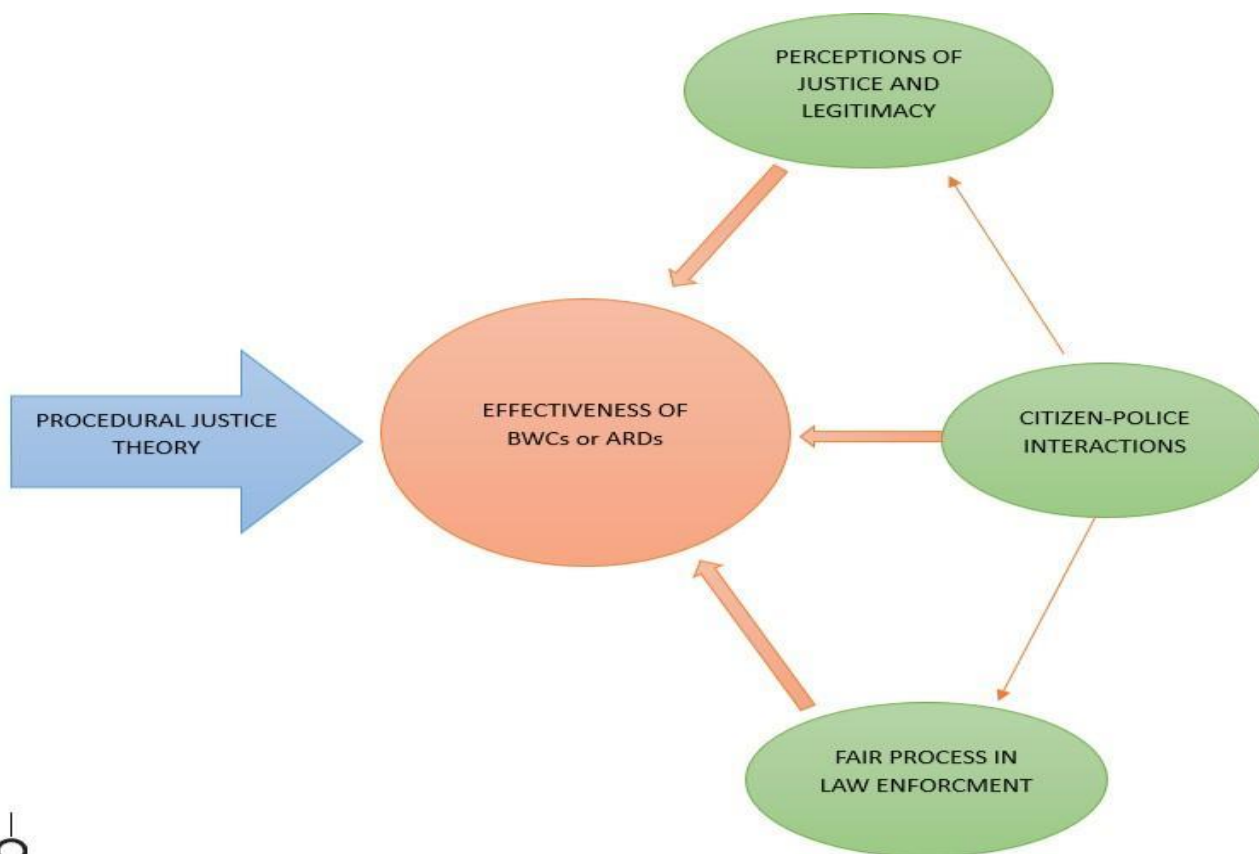 PERCEPTIONS OF
JUSTICE AND
LEGITIMACY
PROCEDURAL JUSTICE
THEORY
EFFECTIVENESS OF
BWCs or ARDs
CITIZEN-POLICE
INTERACTIONS
FAIR PROCESS IN
LAW ENFORCMENT